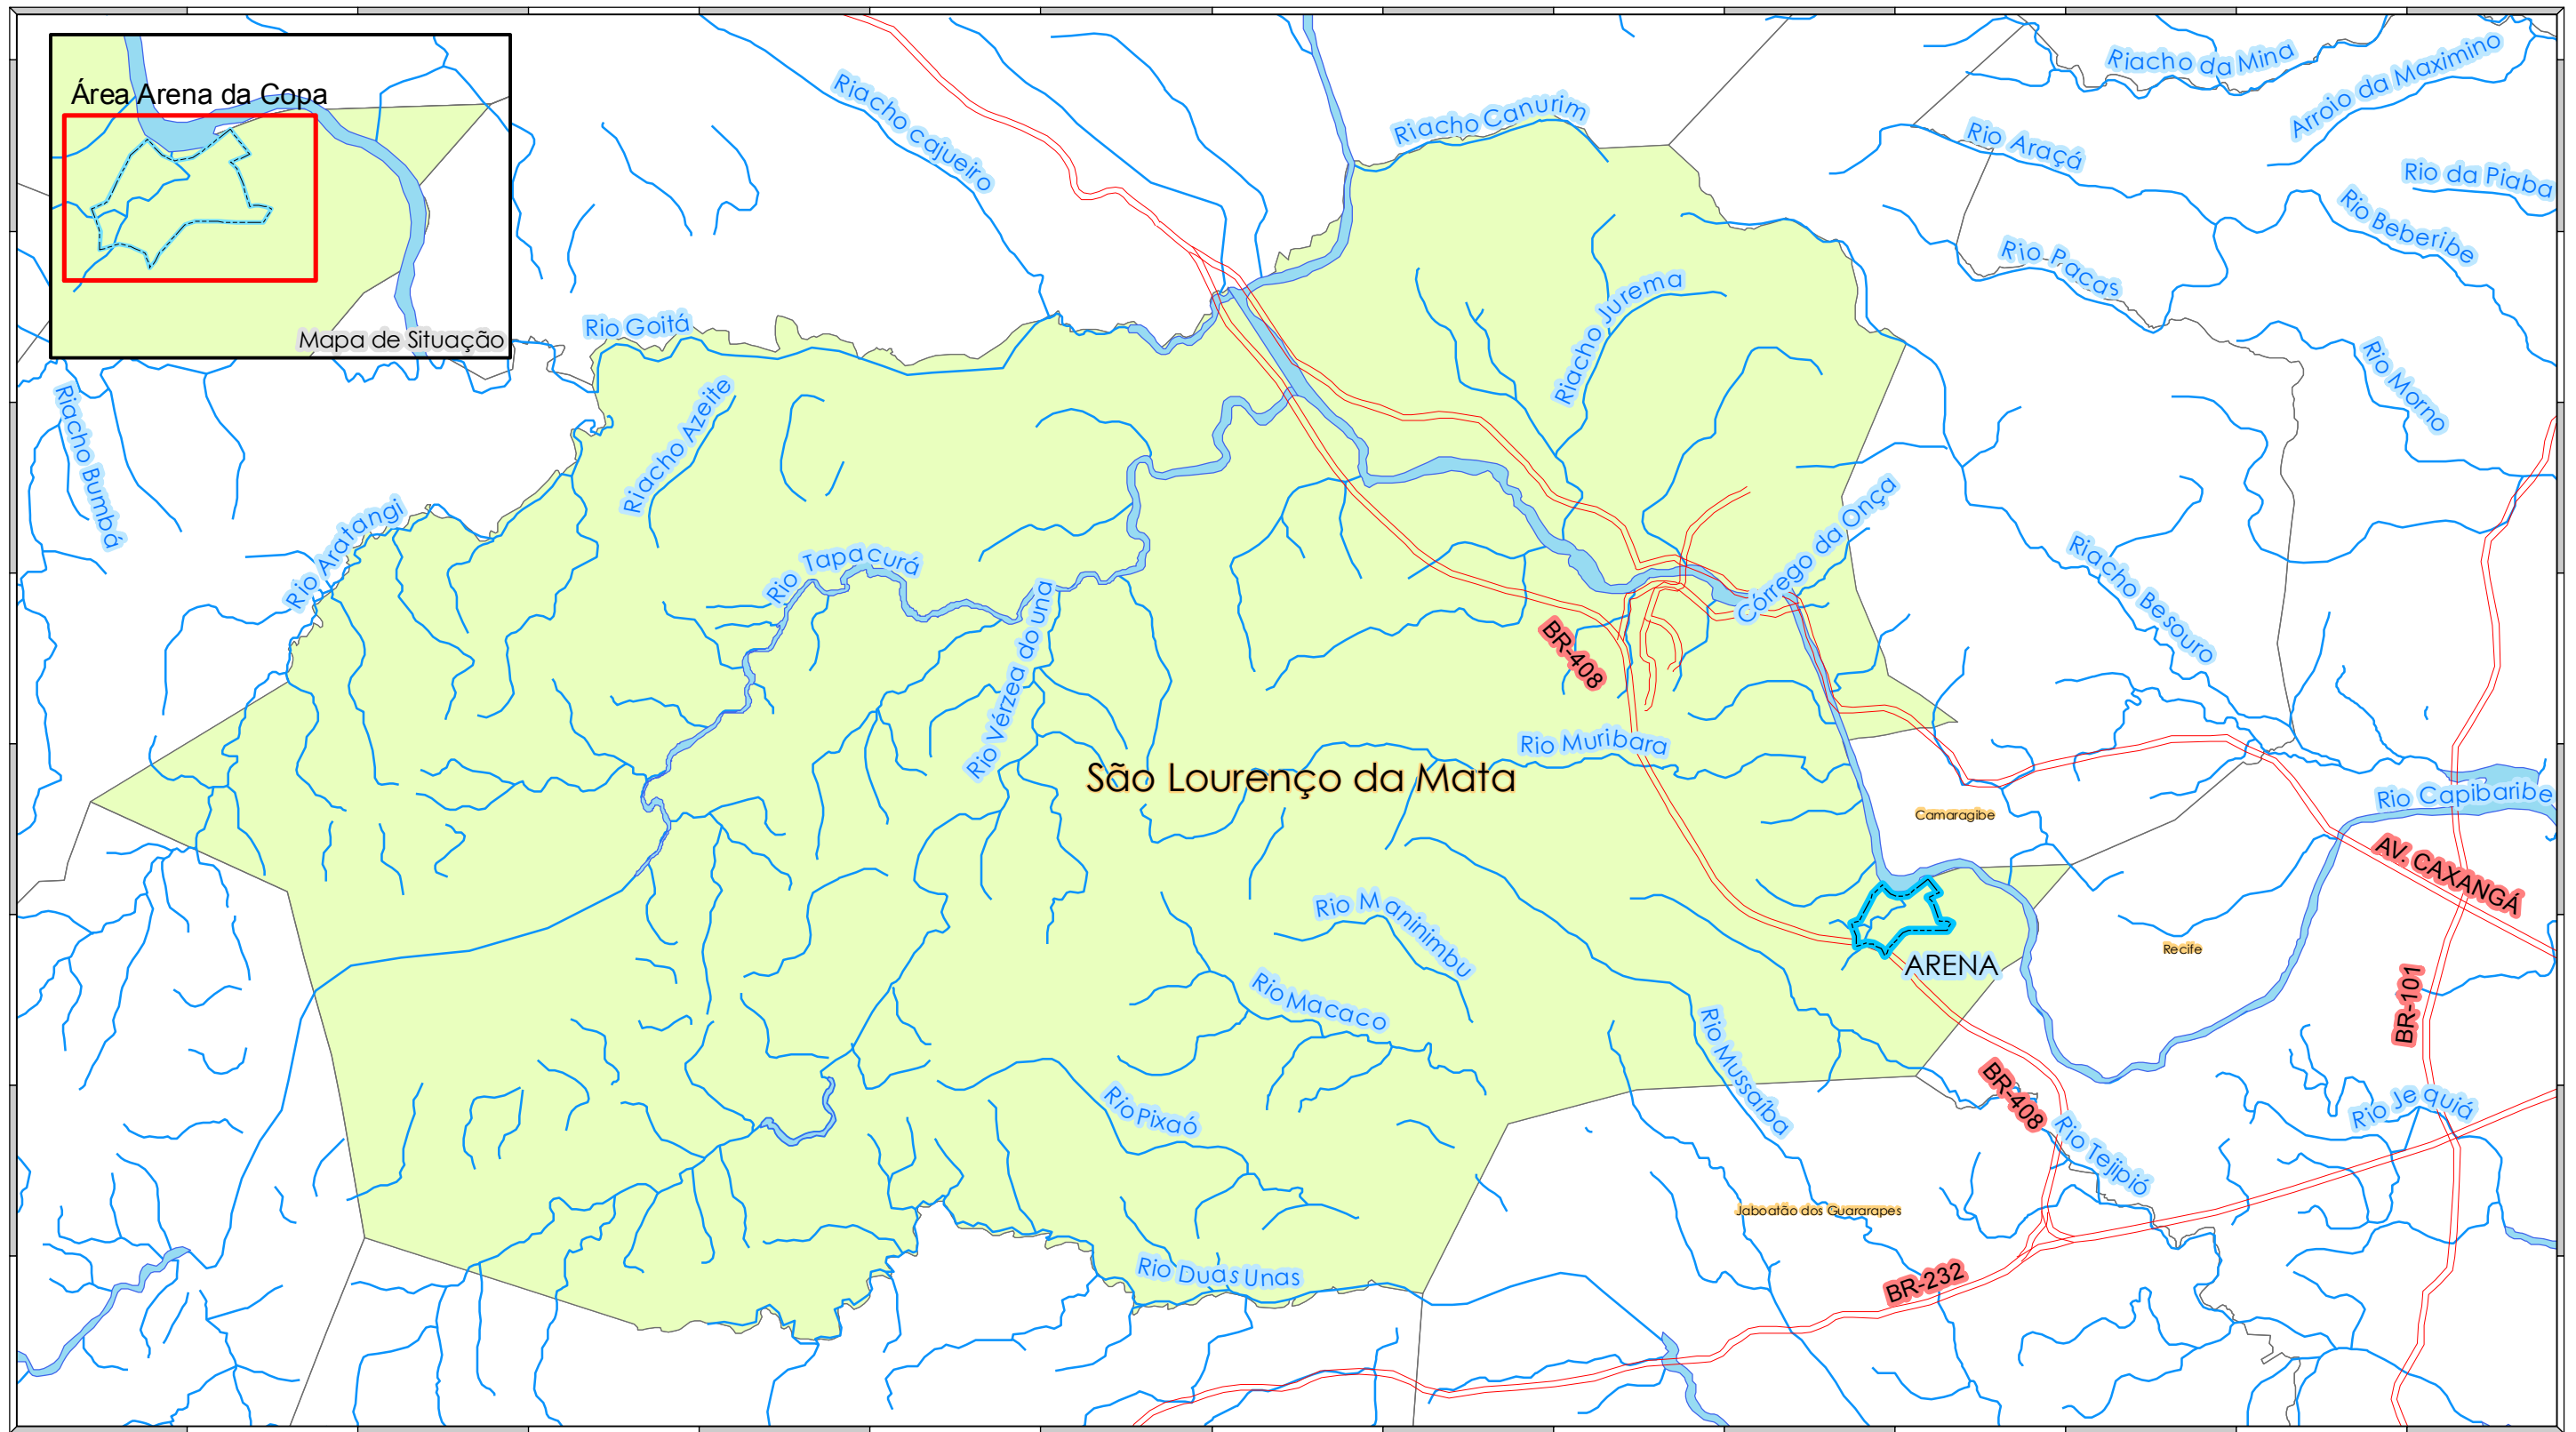 Área Arena da Copa
Mapa de Situação
Riacho cajueiro
Riacho Canurim
Riacho da Mina
Arroio da Maximino
Rio Araçá
Rio da Piaba
Rio Beberibe
Rio Pacas
Rio Goitá
Riacho Jurema
Rio Morno
Riacho Azeite
Riacho Bumbá
Rio Aratangi
Rio Tapacurá
Córrego da Onça
Riacho Besouro
Rio Vérzea do una
BR-408
Rio Muribara
São Lourenço da Mata
Rio Capibaribe
Camaragibe
AV. CAXANGÁ
Rio Maninimbu
Recife
ARENA
Rio Macaco
BR-101
Rio Mussaíba
BR-408
Rio Pixaó
Rio Jequiá
Rio Tejipió
Jaboatão dos Guararapes
Rio Duas Unas
BR-232